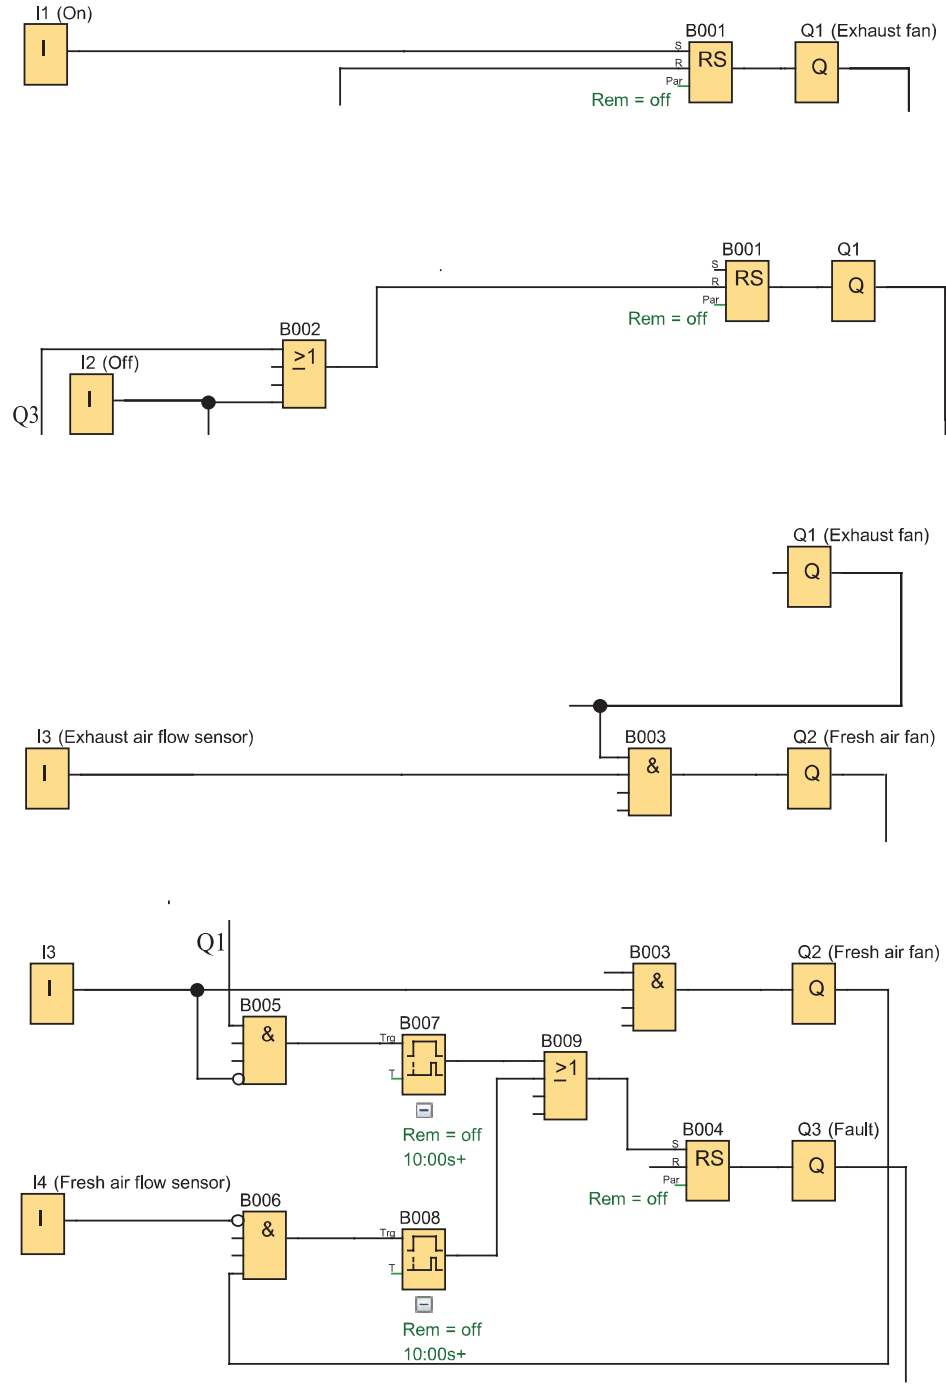 I1 (On)
B001
Q1 (Exhaust fan)
I
S
RS
R
Q
Par
Rem = off
B001
Q1
S
RS
R
Q
Par
Rem = off
B002
≥1
I2 (Off)
I
Q3
Q1 (Exhaust fan)
Q
I3 (Exhaust air flow sensor)
B003
Q2 (Fresh air fan)
I
&
Q
Q1
I3
B003
Q2 (Fresh air fan)
I
&
Q
B005
&
B007
Trg
T
B009
≥1
Rem = off
10:00s+
B004
Q3 (Fault)
S
RS
R
Q
Par
Rem = off
I4 (Fresh air flow sensor)
I
B006
&
B008
Trg
T
Rem = off
10:00s+